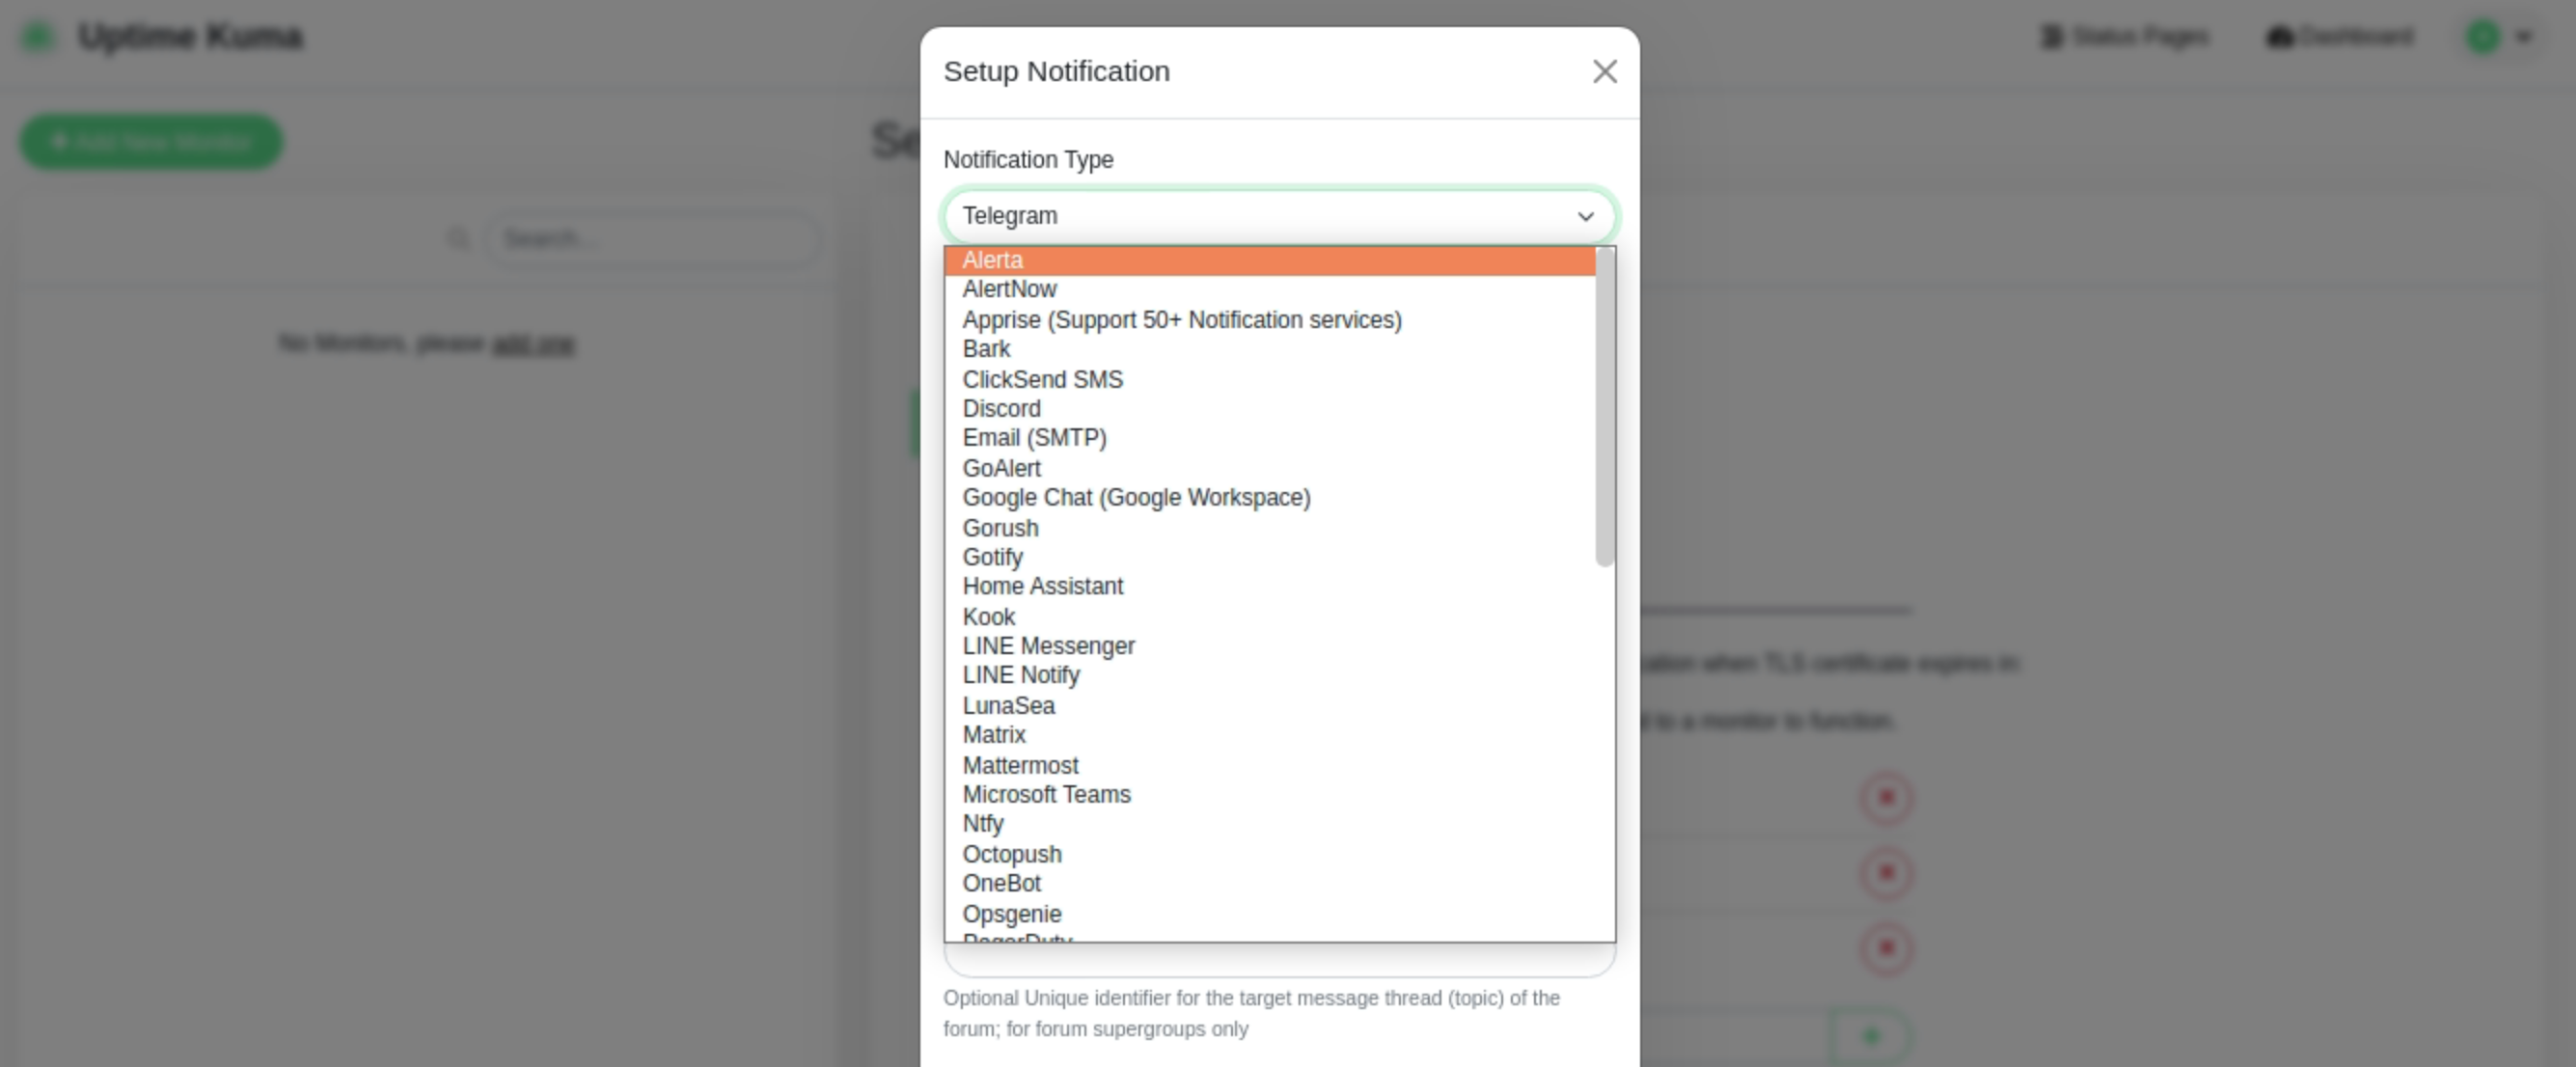 Uptime Kuma
Status Pages
Dashboard
Setup Notification
Add New Monitor
Se
Notification Type
Telegram
Search...
Alerta
AlertNow
Apprise (Support 50+ Notification services)
No Monitors, please add one
Bark
ClickSend SMS
Discord
Email (SMTP)
GoAlert
Google Chat (Google Workspace)
Gorush
Gotify
Home Assistant
Kook
LINE Messenger
LINE Notify
cation when TLS certificate expires in:
LunaSea
d to a monitor to function.
Matrix
Mattermost
Microsoft Teams
Ntfy
Octopush
OneBot
Opsgenie
PagerDuty
Optional Unique identifier for the target message thread (topic) of the
forum; for forum supergroups only